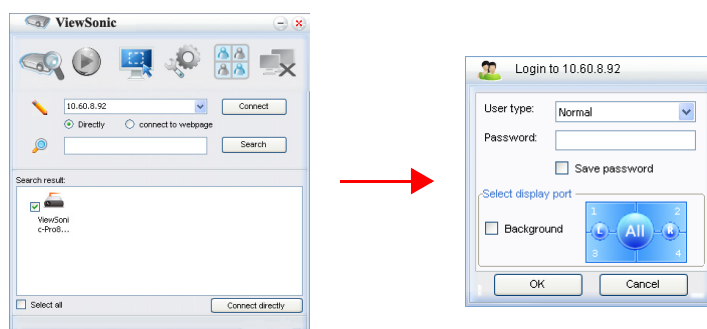 ViewSonic
10.60.8.92
Connect
Directly
connect to webpage
Search
Search result:
ViewSoni
c-Pro8...
Select all
Connect directly
Login to 10.60.8.92
User type:
Normal
Password:
Save password
Select display port
Background
1
2
L
All
R
3
4
OK
Cancel